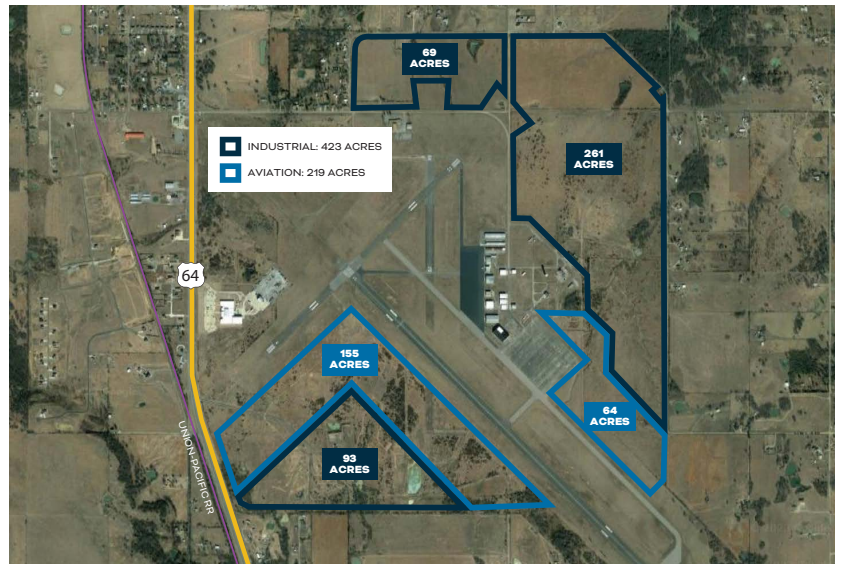 69
ACRES
INDUSTRIAL: 423 ACRES
AVIATION: 219 ACRES
261
ACRES
64
155
ACRES
64
ACRES
93
ACRES
UNION-PACIFIC RR